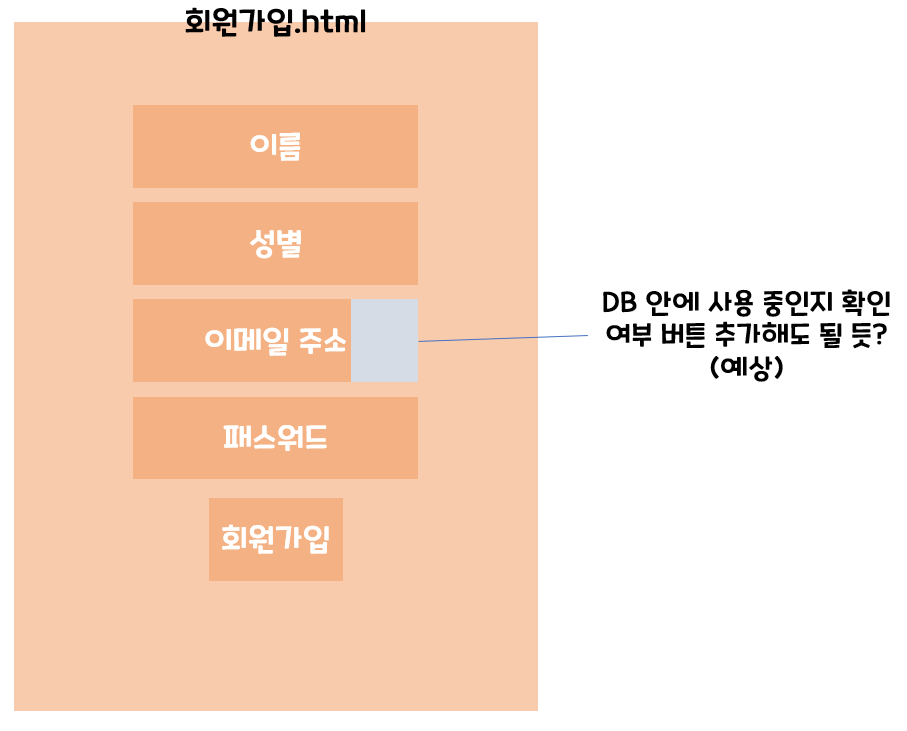 회원가입.html
이름
성별
이메일 주소
패스워드
회원가입
DB 안에 사용 중인지 확인
여부 버튼 추가해도 될 듯?
(예상)